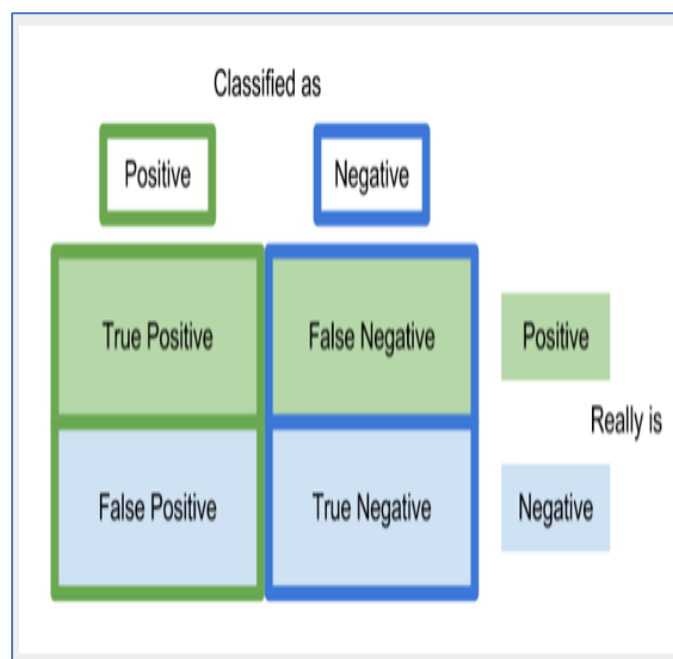 Classified as
Positive Negative
True Positive False Negative Positive
Really is
False Positive True Negative Negative